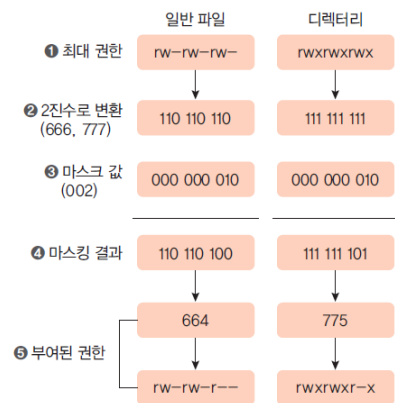 일반 파일 디렉터리
❶ 최대 권한 rw-rw-rw- rwxrwxrwx
❷ 2진수로 변환 110 110 110 111 111 111
(666, 777)
❸ 마스크 값 000 000 010 000 000 010
(002)
❹ 마스킹 결과 110 110 100 111 111 101
664 775
❺ 부여된 권한
rw-rw-r-- rwxrwxr-x